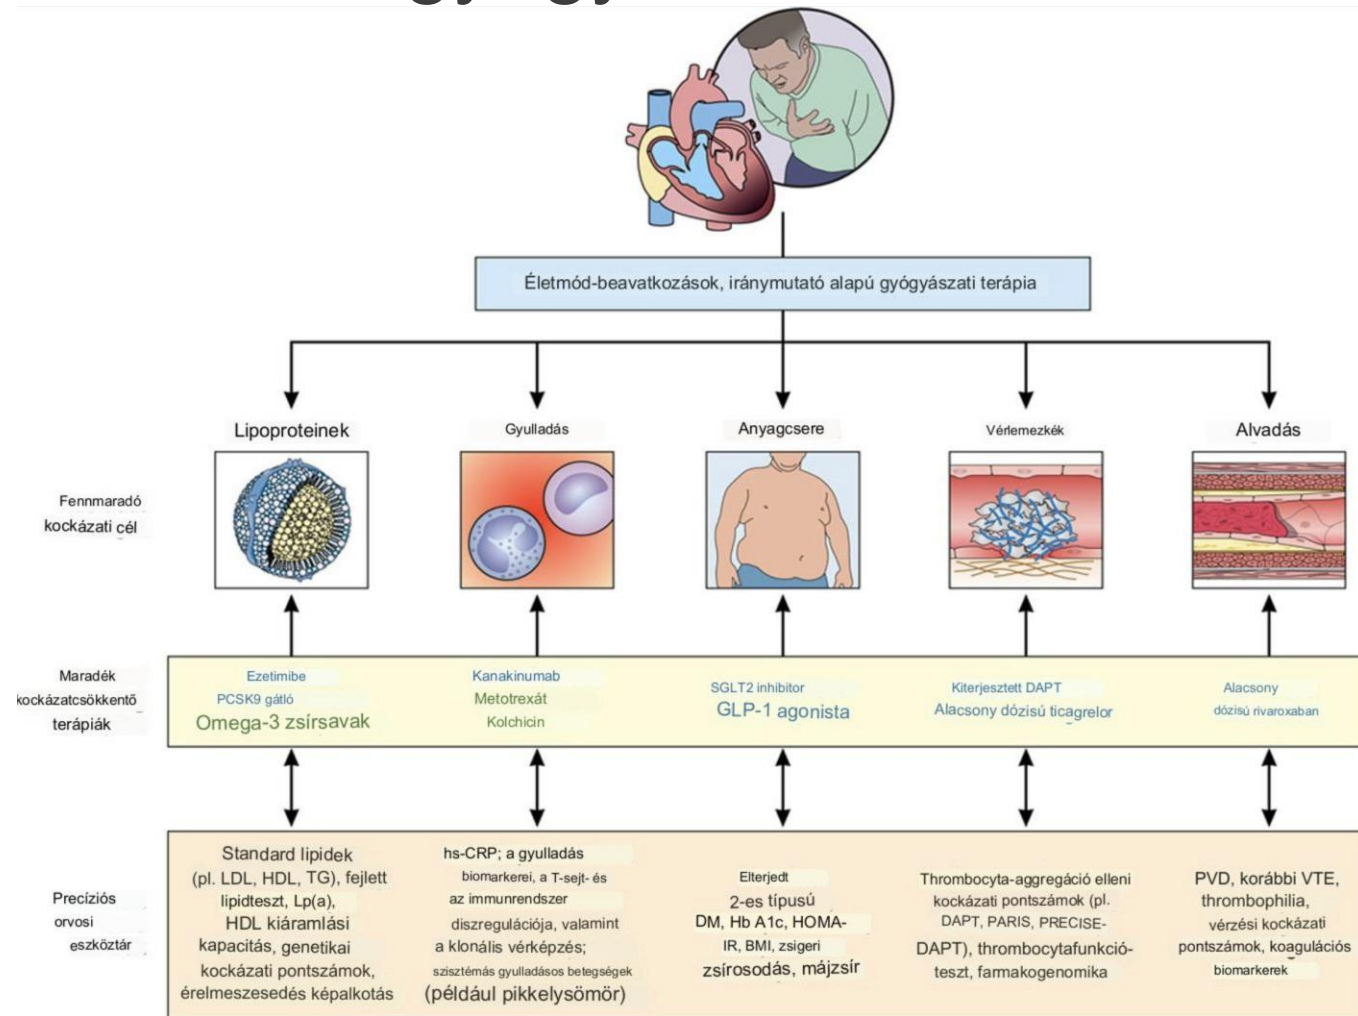 Életmód-beavatkozások, iránymutató alapú gyógyászati terápia
Lipoproteinek
Gyulladás
Anyagcsere
Vérlemezkék
Alvadás
Fennmaradó
kockázati cél
Maradék
kockázatcsökkentő
terápiák
Ezetimibe
PCSK9 gátló
Omega-3 zsírsavak
Kanakinumab
Metotrexát
Kolchicin
SGLT2 inhibitor
GLP-1 agonista
Kiterjesztett DAPT
Alacsony dózisú ticagrelor
Alacsony
dózisú rivaroxaban
Precíziós
orvosi
eszköztár
Standard lipidek
(pl. LDL, HDL, TG), fejlett
lipidteszt, Lp(a),
HDL kiáramlási
kapacitás, genetikai
kockázati pontszámok,
érelmeszesedés képalkotás
hs-CRP; a gyulladás
biomarkerei, a T-sejt- és
az immunrendszer
diszregulációja, valamint
a klonális vérképzés;
szisztémás gyulladásos betegségek
(például pikkelysömör)
Elterjedt
2-es típusú
DM, Hb A1c, HOMA-
IR, BMI, zsigeri
zsírosodás, májzsír
Thrombocyta-aggregáció elleni
kockázati pontszámok (pl.
DAPT, PARIS, PRECISE-
DAPT), thrombocytafunkció-
teszt, farmakogenomika
PVD, korábbi VTE,
thrombophilia,
vérzési kockázati
pontszámok, koagulációs
biomarkerek